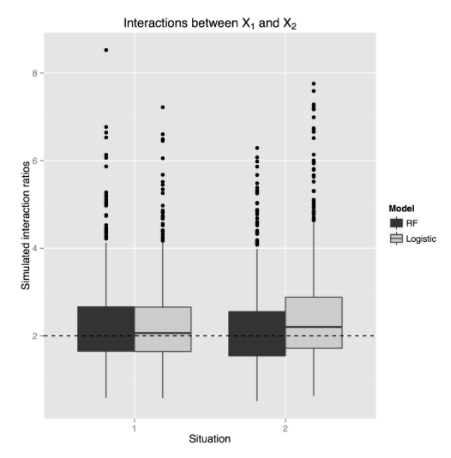 Interactions between X₁ and X₂
Simulated interaction ratios
8
6
4
2
1
2
Situation
Model
RF
Logistic